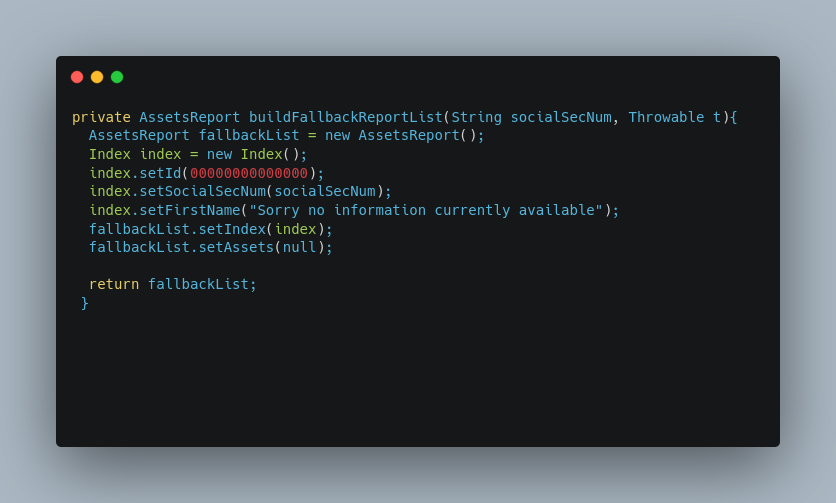 private AssetsReport buildFallbackReportList(String socialSecNum, Throwable t){
  AssetsReport fallbackList = new AssetsReport();
  Index index = new Index();
  index.setId(00000000000000);
  index.setSocialSecNum(socialSecNum);
  index.setFirstName("Sorry no information currently available");
  fallbackList.setIndex(index);
  fallbackList.setAssets(null);

  return fallbackList;
 }